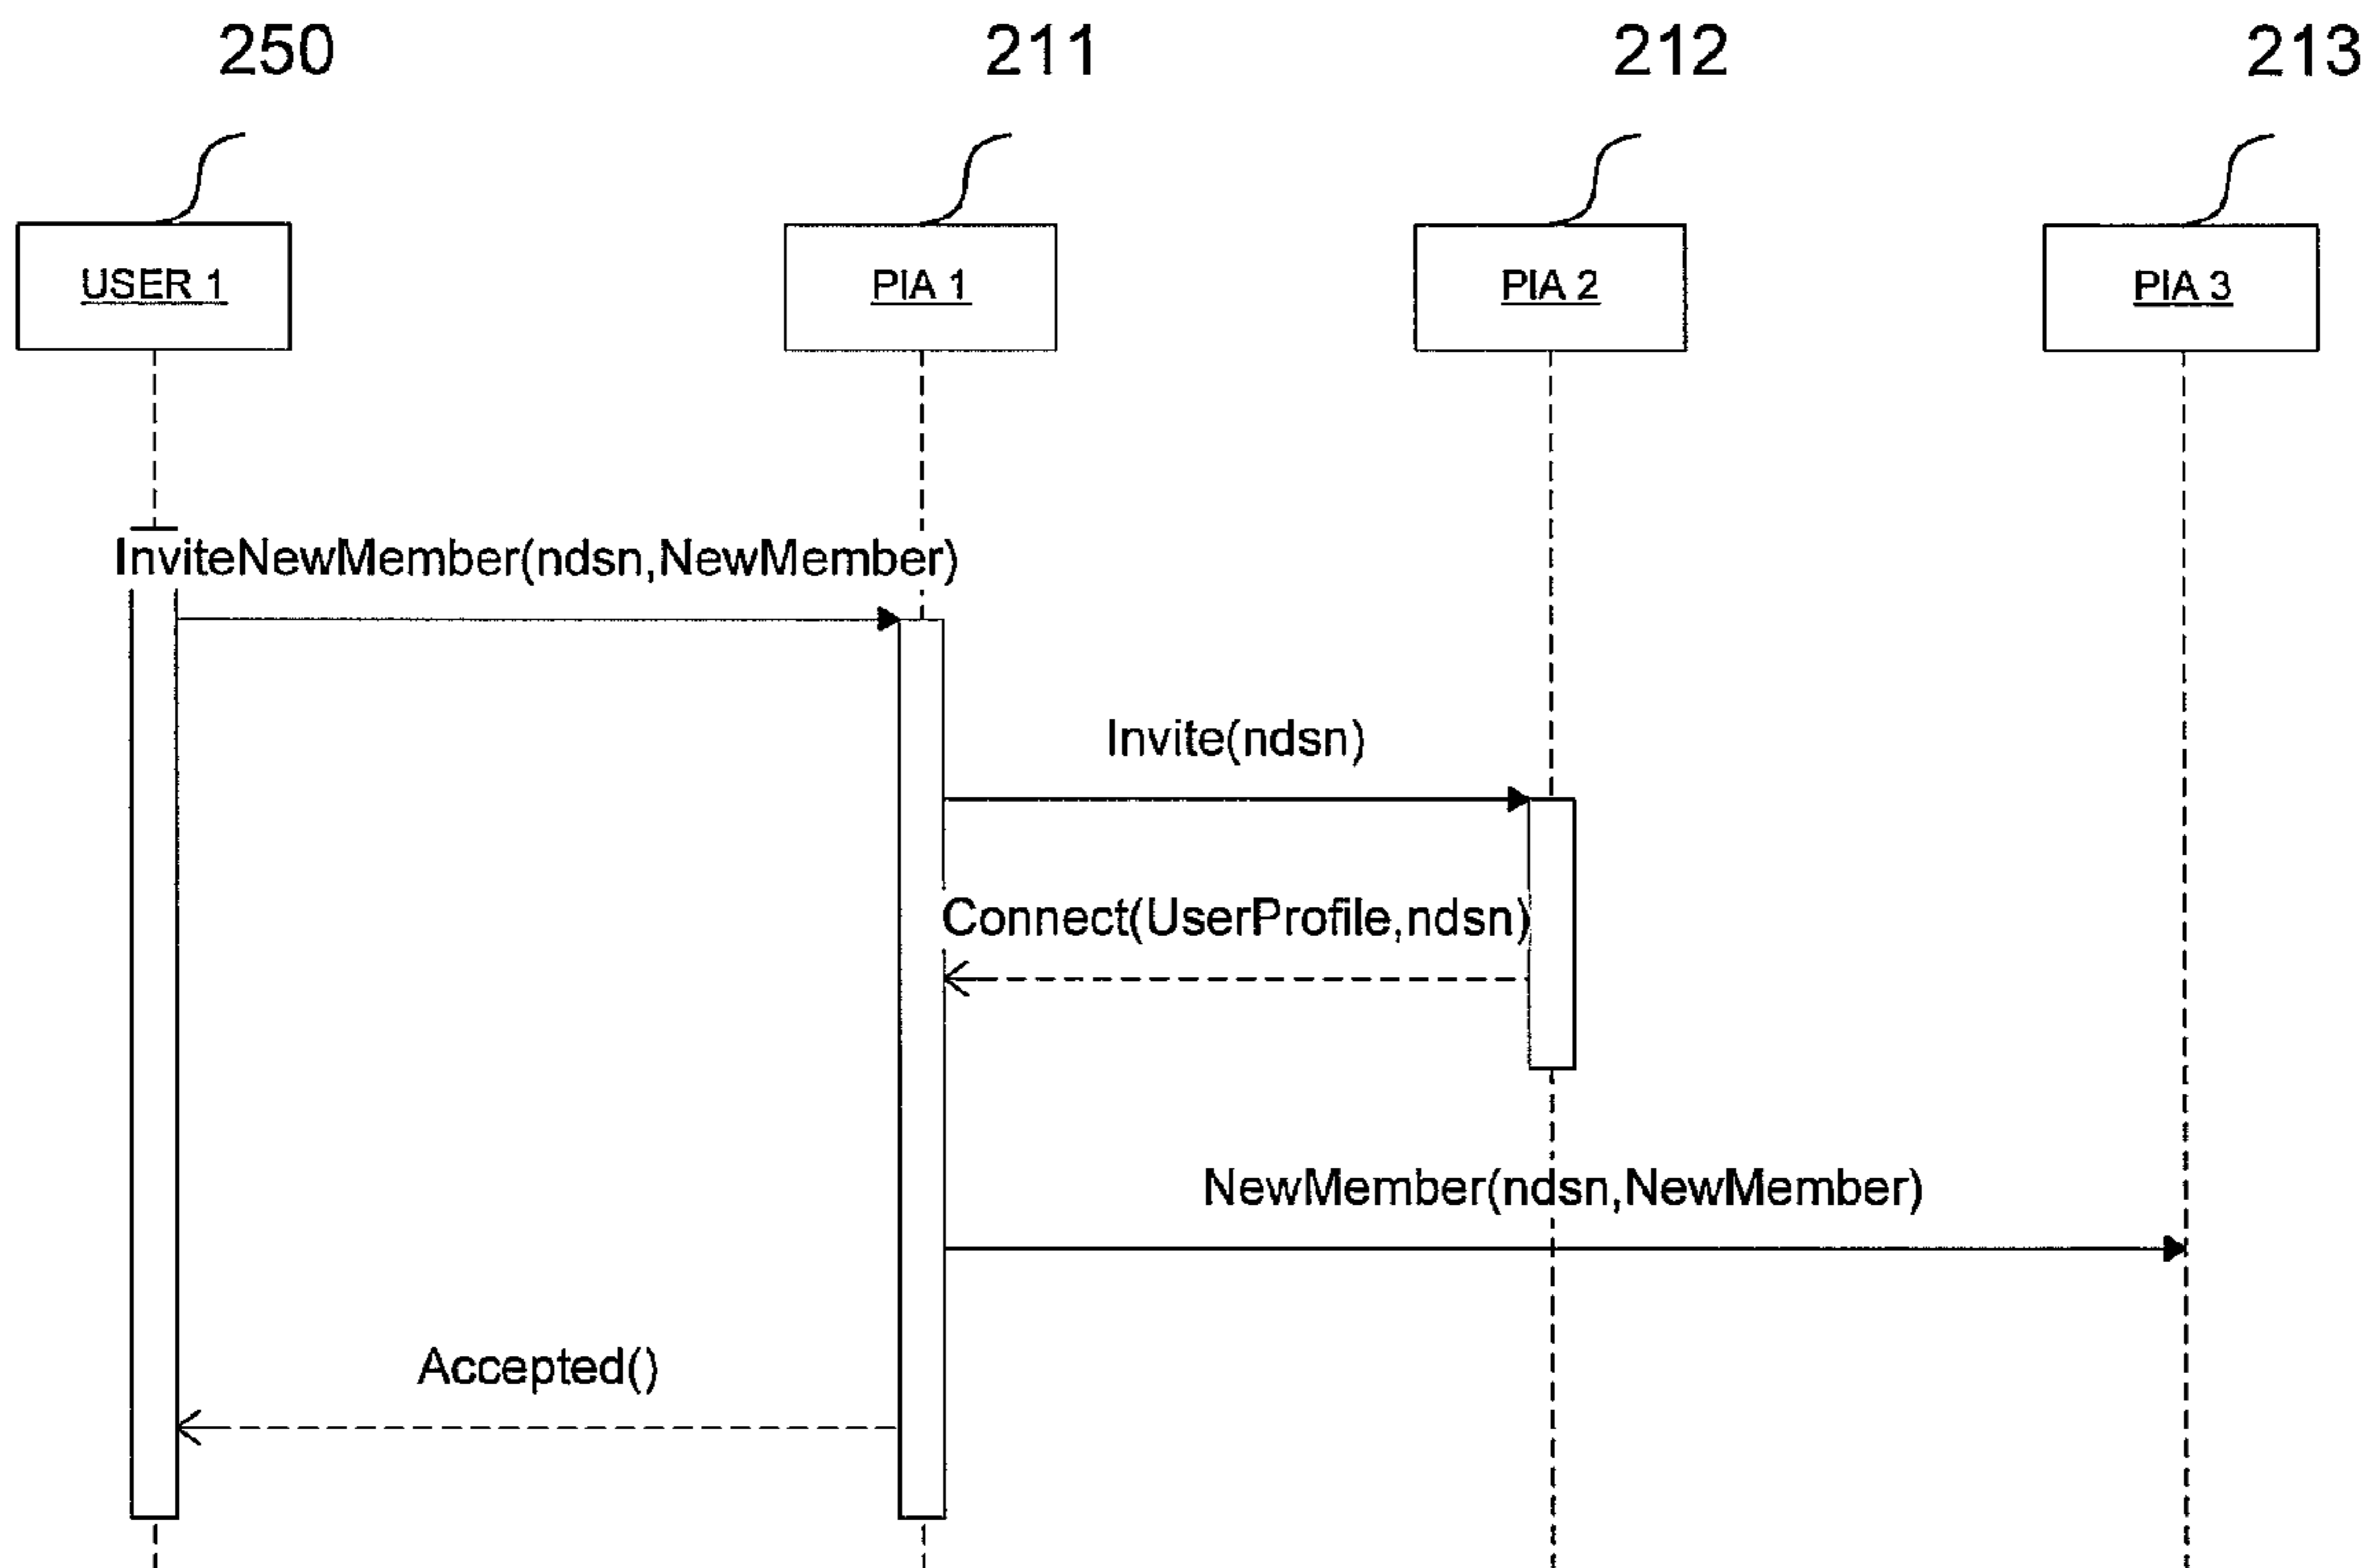 250 211 212 213
USER 1 PIA 1 PIA 2 PIA 3
InviteNewMember(ndsn,NewMember)
Invite(ndsn)
Connect(UserProfile,ndsn)
NewMember(ndsn,NewMember)
Accepted()